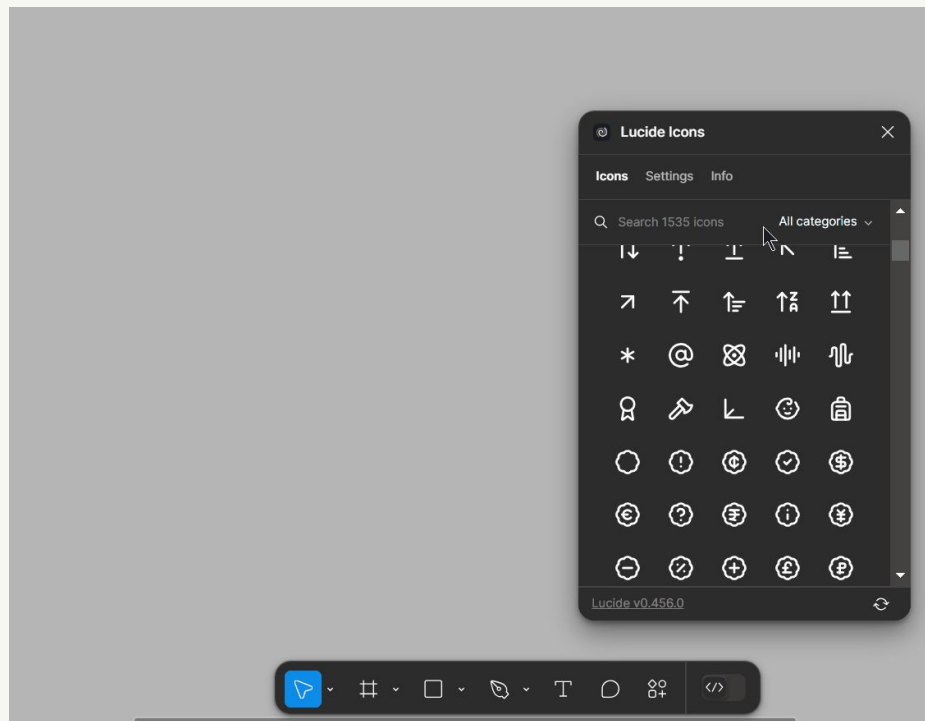 Lucide Icons
Icons Settings Info
Search 1535 icons All categories
Lucide v0.456.0